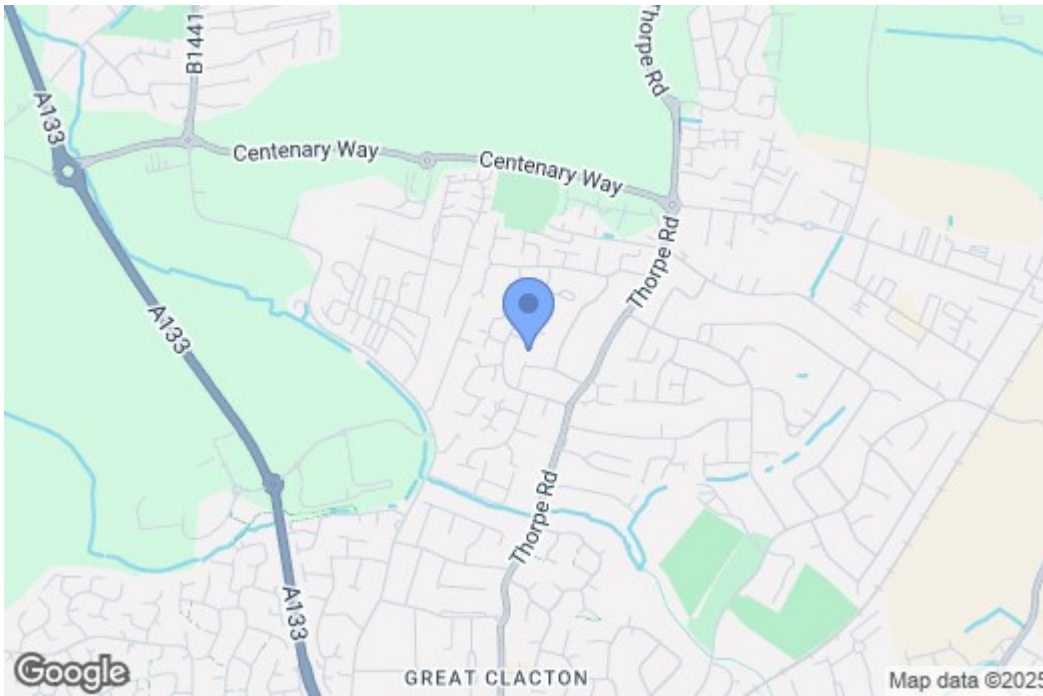 Thorpe Rd
B1441
A133
Centenary Way
Centenary Way
Thorpe Rd
A133
Thorpe Rd
A133
GREAT CLACTON
Google
Map data ©2025